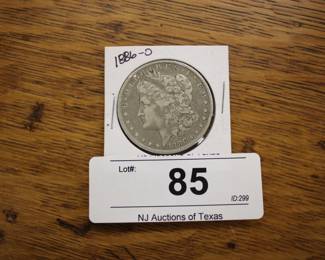 1886-O
Lot#:
85
ID:299
NJ Auctions of Texas